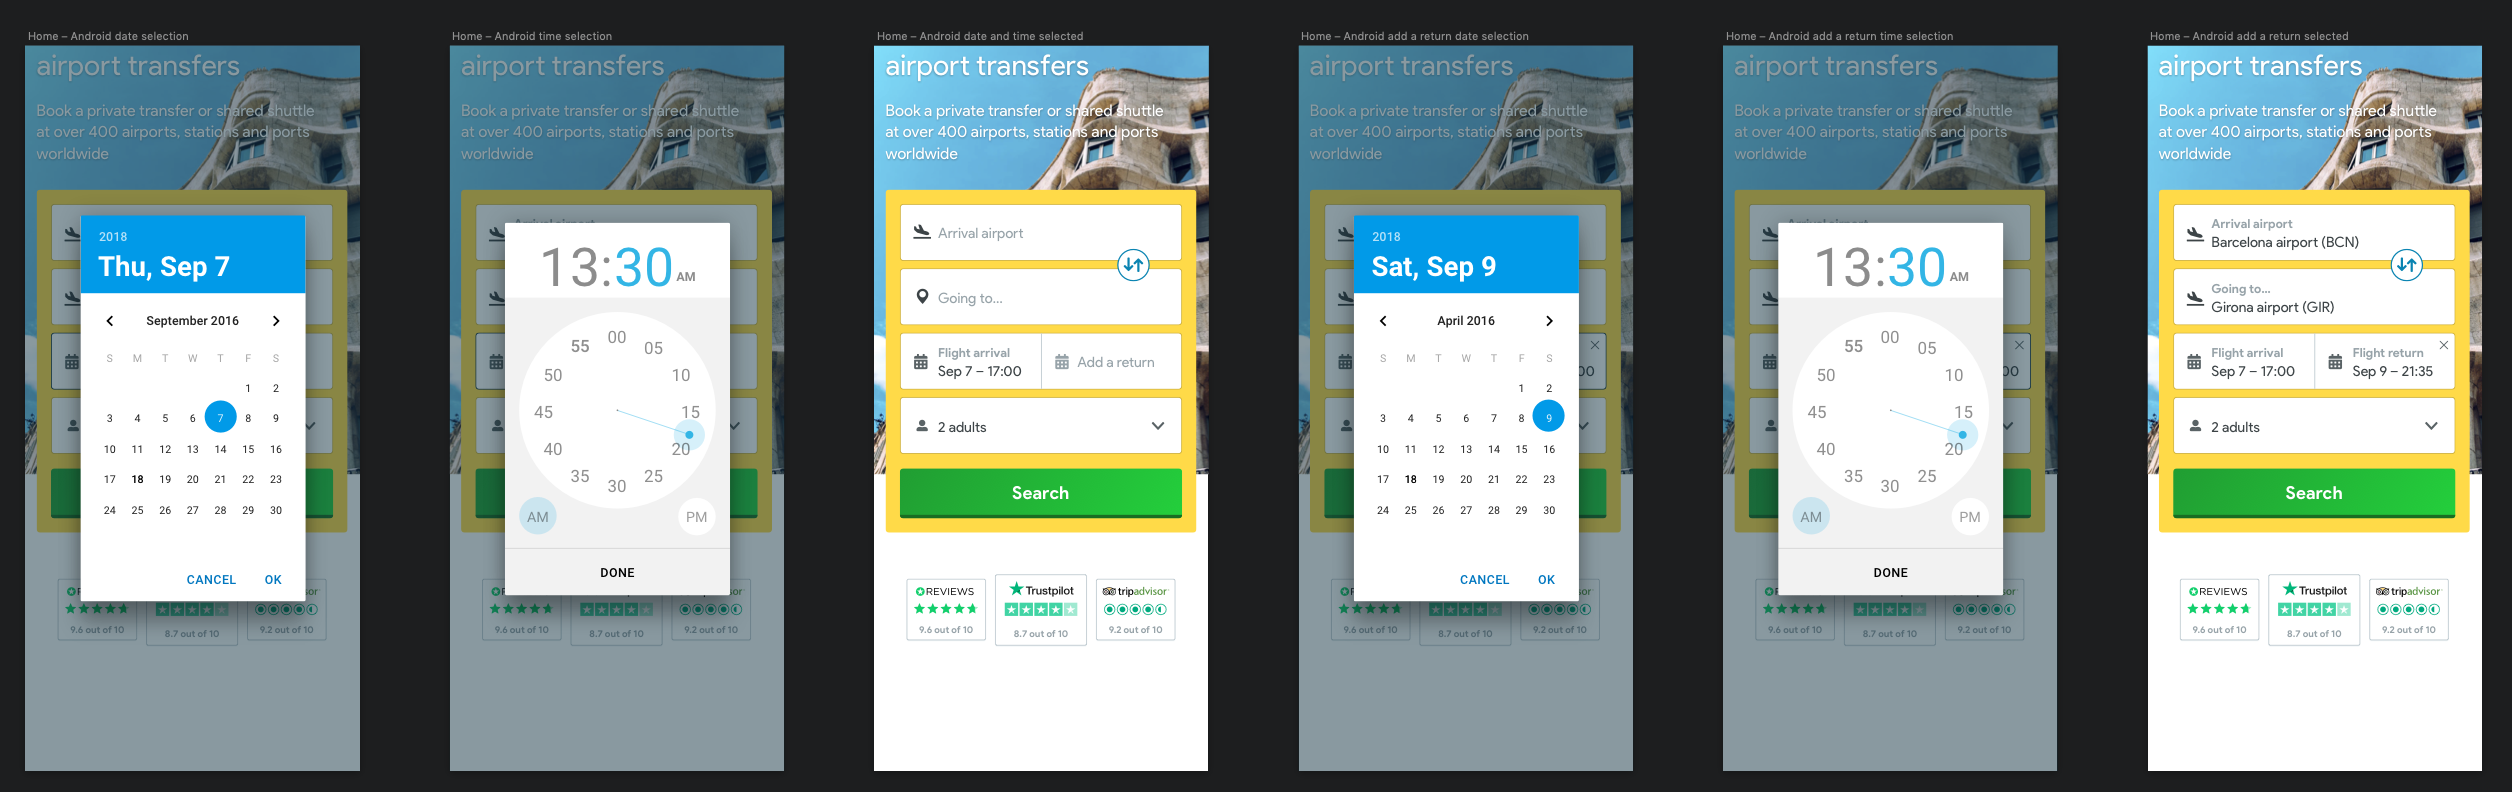 Home – Android date selection
airport transfers
Book a private transfer or shared shuttle
at over 400 airports, stations and ports
worldwide
2018
Thu, Sep 7
September 2016
S M T W T F S
1 2
3 4 5 6 7 8 9
10 11 12 13 14 15 16
17 18 19 20 21 22 23
24 25 26 27 28 29 30
CANCEL OK
9.6 out of 10
8.7 out of 10
9.2 out of 10
Home – Android time selection
airport transfers
Book a private transfer or shared shuttle
at over 400 airports, stations and ports
worldwide
13:30 AM
00
55 05
50 10
45 15
40 20
35 25
30
AM PM
DONE
9.6 out of 10
8.7 out of 10
9.2 out of 10
Home – Android date and time selected
airport transfers
Book a private transfer or shared shuttle
at over 400 airports, stations and ports
worldwide
Arrival airport
Going to...
Flight arrival
Sep 7 – 17:00
Add a return
2 adults
Search
REVIEWS
9.6 out of 10
Trustpilot
8.7 out of 10
tripadvisor
9.2 out of 10
Home – Android add a return date selection
airport transfers
Book a private transfer or shared shuttle
at over 400 airports, stations and ports
worldwide
2018
Sat, Sep 9
April 2016
S M T W T F S
1 2
3 4 5 6 7 8 9
10 11 12 13 14 15 16
17 18 19 20 21 22 23
24 25 26 27 28 29 30
CANCEL OK
9.6 out of 10
8.7 out of 10
9.2 out of 10
Home – Android add a return time selection
airport transfers
Book a private transfer or shared shuttle
at over 400 airports, stations and ports
worldwide
13:30 AM
00
55 05
50 10
45 15
40 20
35 25
30
AM PM
DONE
9.6 out of 10
8.7 out of 10
9.2 out of 10
Home – Android add a return selected
airport transfers
Book a private transfer or shared shuttle
at over 400 airports, stations and ports
worldwide
Arrival airport
Barcelona airport (BCN)
Going to...
Girona airport (GIR)
Flight arrival
Sep 7 – 17:00
Flight return
Sep 9 – 21:35
2 adults
Search
REVIEWS
9.6 out of 10
Trustpilot
8.7 out of 10
tripadvisor
9.2 out of 10